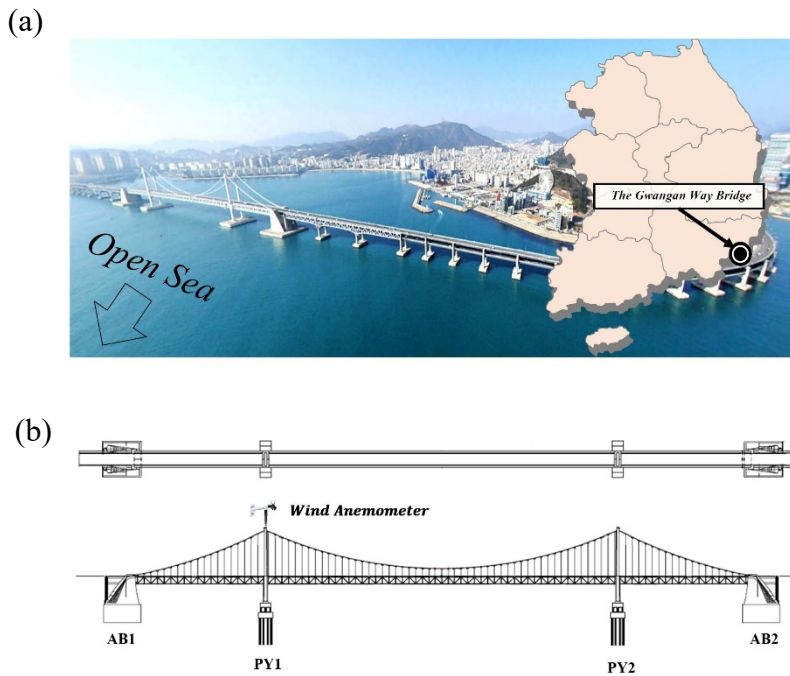 (a)
The Gwangan Way Bridge
Open Sea
(b)
Wind Anemometer
AB1
AB2
PY1
PY2